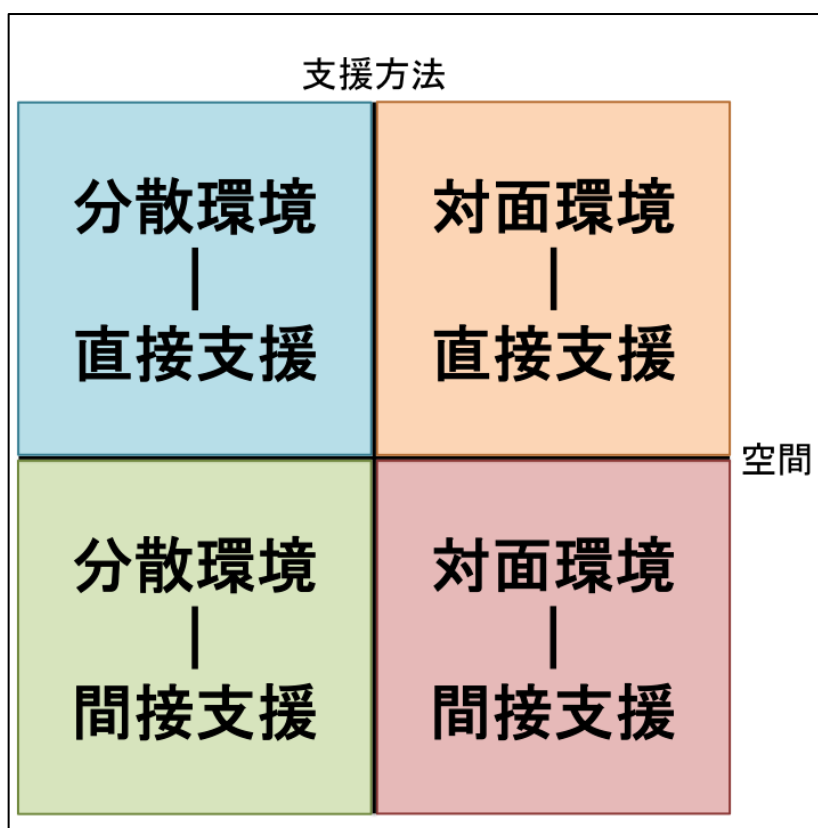 支援方法
分散環境
|
直接支援
対面環境
|
直接支援
空間
分散環境
|
間接支援
対面環境
|
間接支援